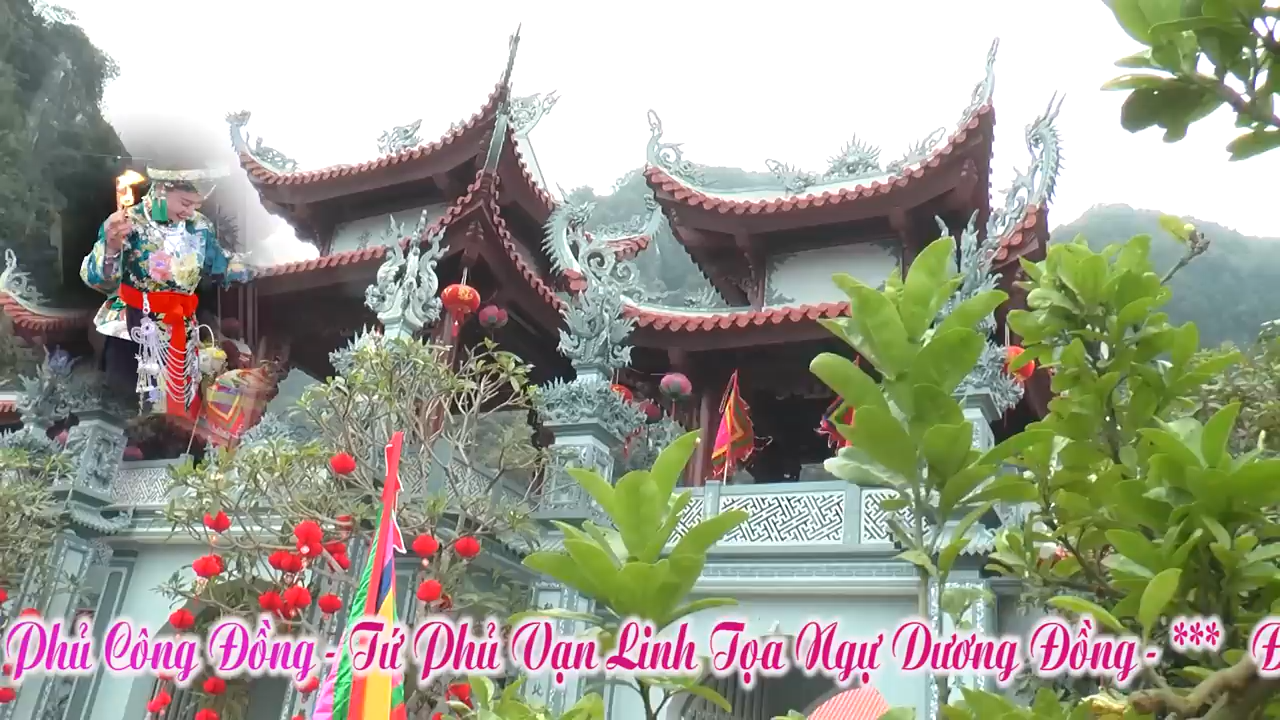 Phủ Công Đồng - Tứ Phủ Vạn Linh Tọa Ngự Dương Đồng - *** Đ